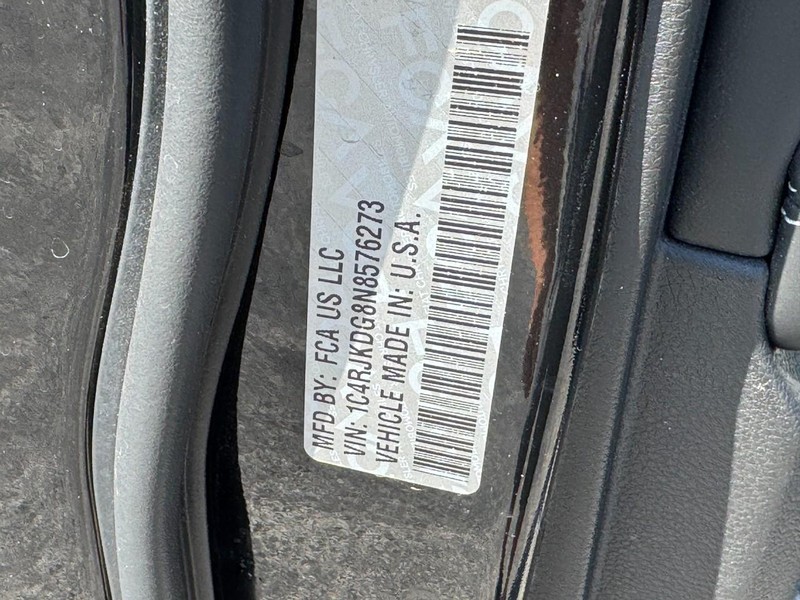 MFD BY: FCA US LLC
VIN: 1C4RJKDG8N8576273
VEHICLE MADE IN: U.S.A.